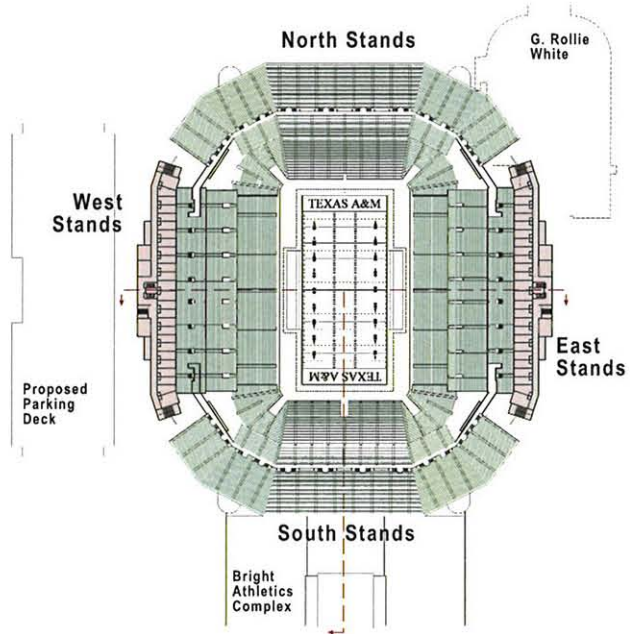 North Stands
G. Rollie
White
West
Stands
TEXAS A&M
East
Stands
Proposed
Parking
Deck
TEXAS A&M
South Stands
Bright
Athletics
Complex